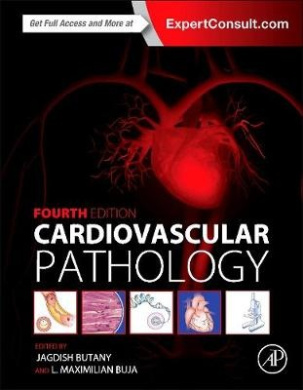 Get Full Access and More at
ExpertConsult.com
FOURTH EDITION
CARDIOVASCULAR
PATHOLOGY
EDITED BY
JAGDISH BUTANY
AND L. MAXIMILIAN BUJA
AP